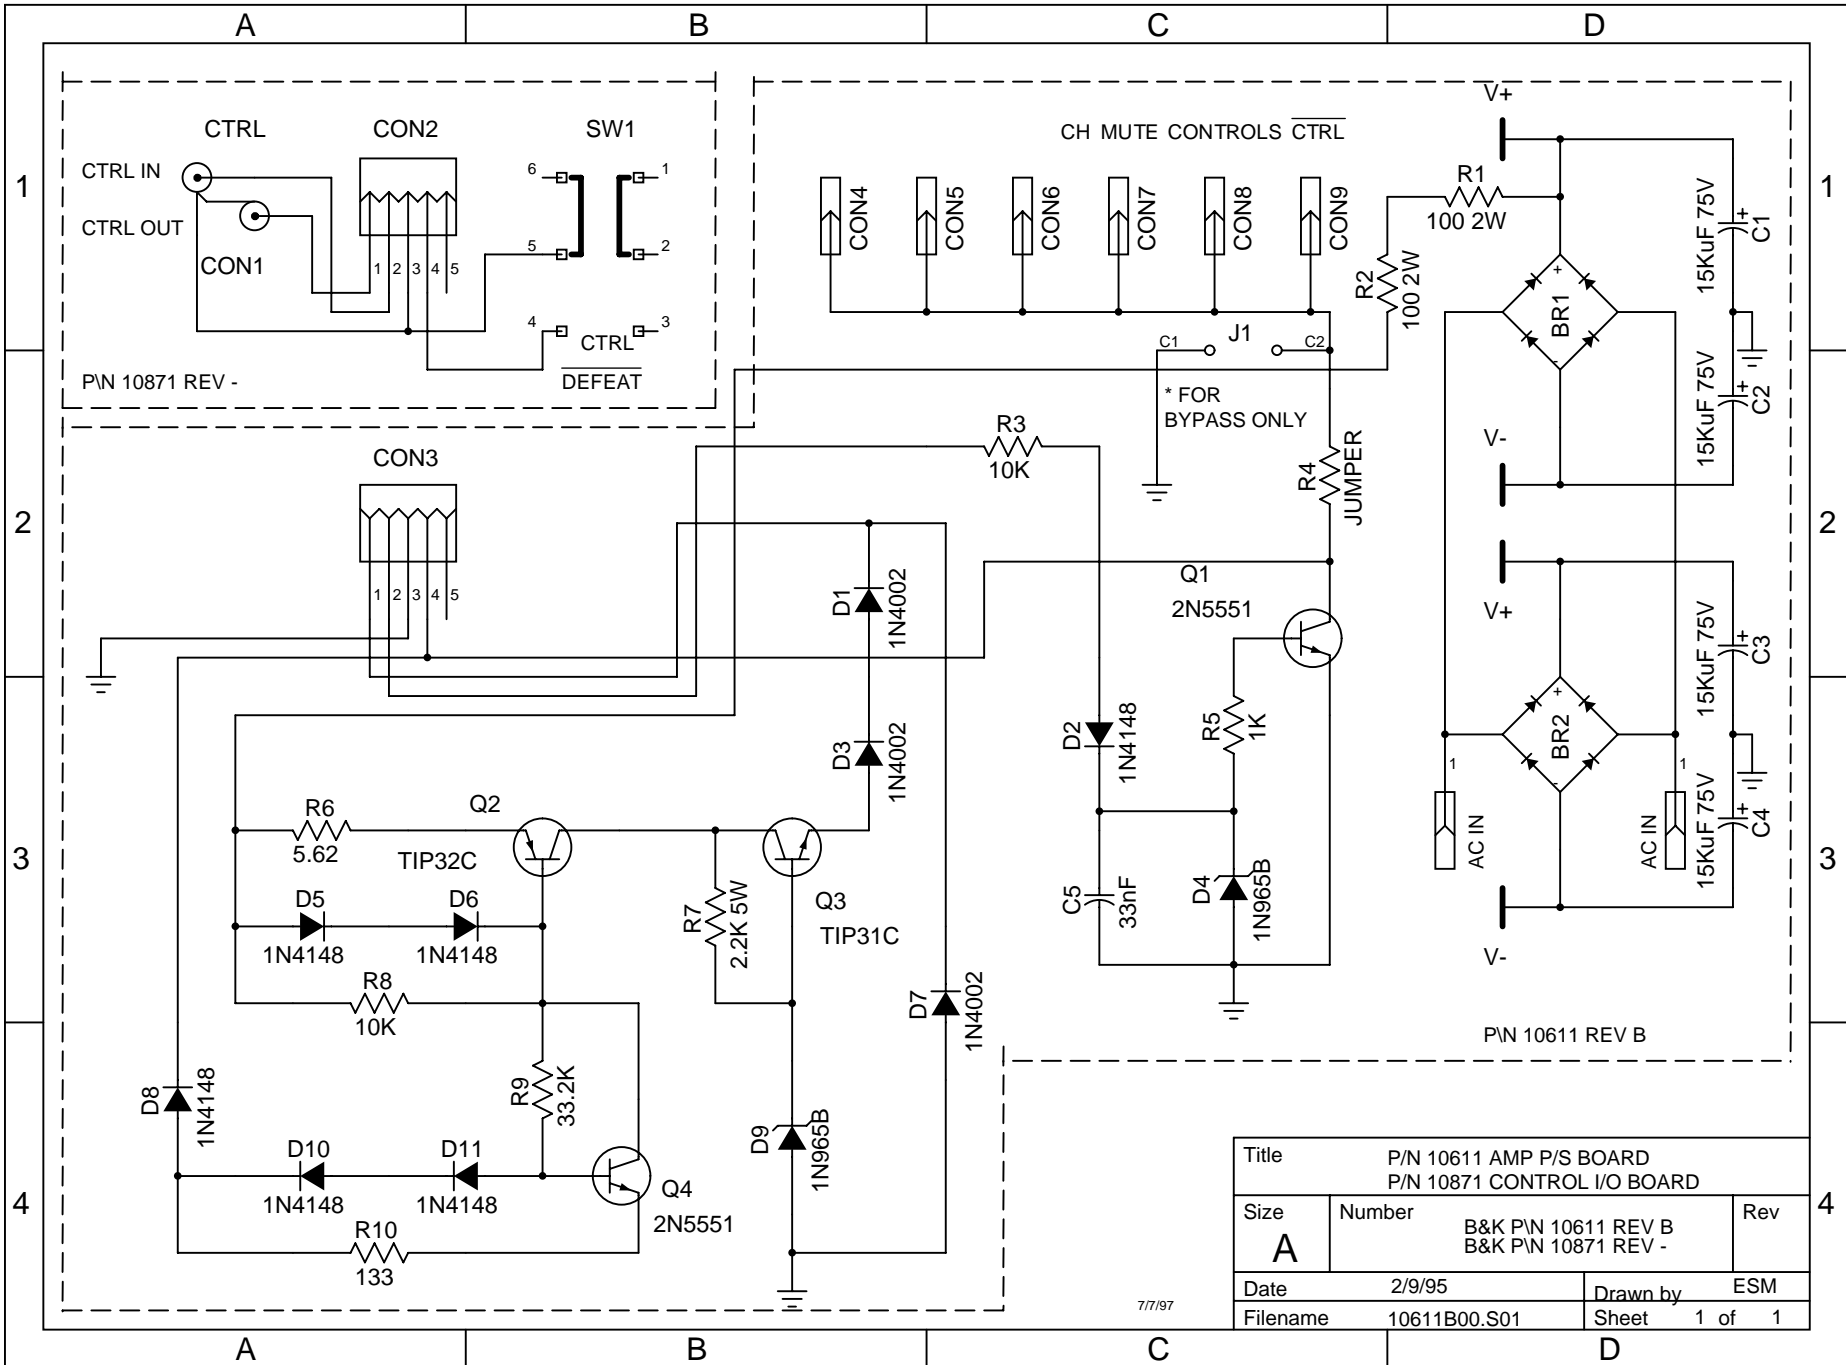 A B C D
1
CTRL CON2 SW1
CTRL IN
CTRL OUT
CON1
1 2 3 4 5
6 1
5 2
4 3
CTRL
DEFEAT
P\N 10871 REV -
CH MUTE CONTROLS CTRL
CON4 CON5 CON6 CON7 CON8 CON9
C1 J1 C2
* FOR
BYPASS ONLY
V+
R1
100 2W
R2
100 2W
+
BR1
-
15KuF 75V
+
C1
15KuF 75V
+
C2
V-
1
2
CON3
1 2 3 4 5
R3
10K
R4
JUMPER
D1
1N4002
Q1
2N5551
V+
15KuF 75V
+
C3
2
D3
1N4002
D2
1N4148
R5
1K
+
BR2
-
1
AC IN
1
AC IN
15KuF 75V
+
C4
V-
3
R6
5.62
Q2
TIP32C
D5
1N4148
D6
1N4148
R7
2.2K 5W
Q3
TIP31C
C5
33nF
D4
1N965B
R8
10K
D7
1N4002
P\N 10611 REV B
3
4
D8
1N4148
R9
33.2K
D9
1N965B
D10
1N4148
D11
1N4148
Q4
2N5551
R10
133
7/7/97
Title
P/N 10611 AMP P/S BOARD
P/N 10871 CONTROL I/O BOARD
Size
A
Number
B&K P\N 10611 REV B
B&K P\N 10871 REV -
Rev
Date 2/9/95 Drawn by ESM
Filename 10611B00.S01 Sheet 1 of 1
4
A B C D